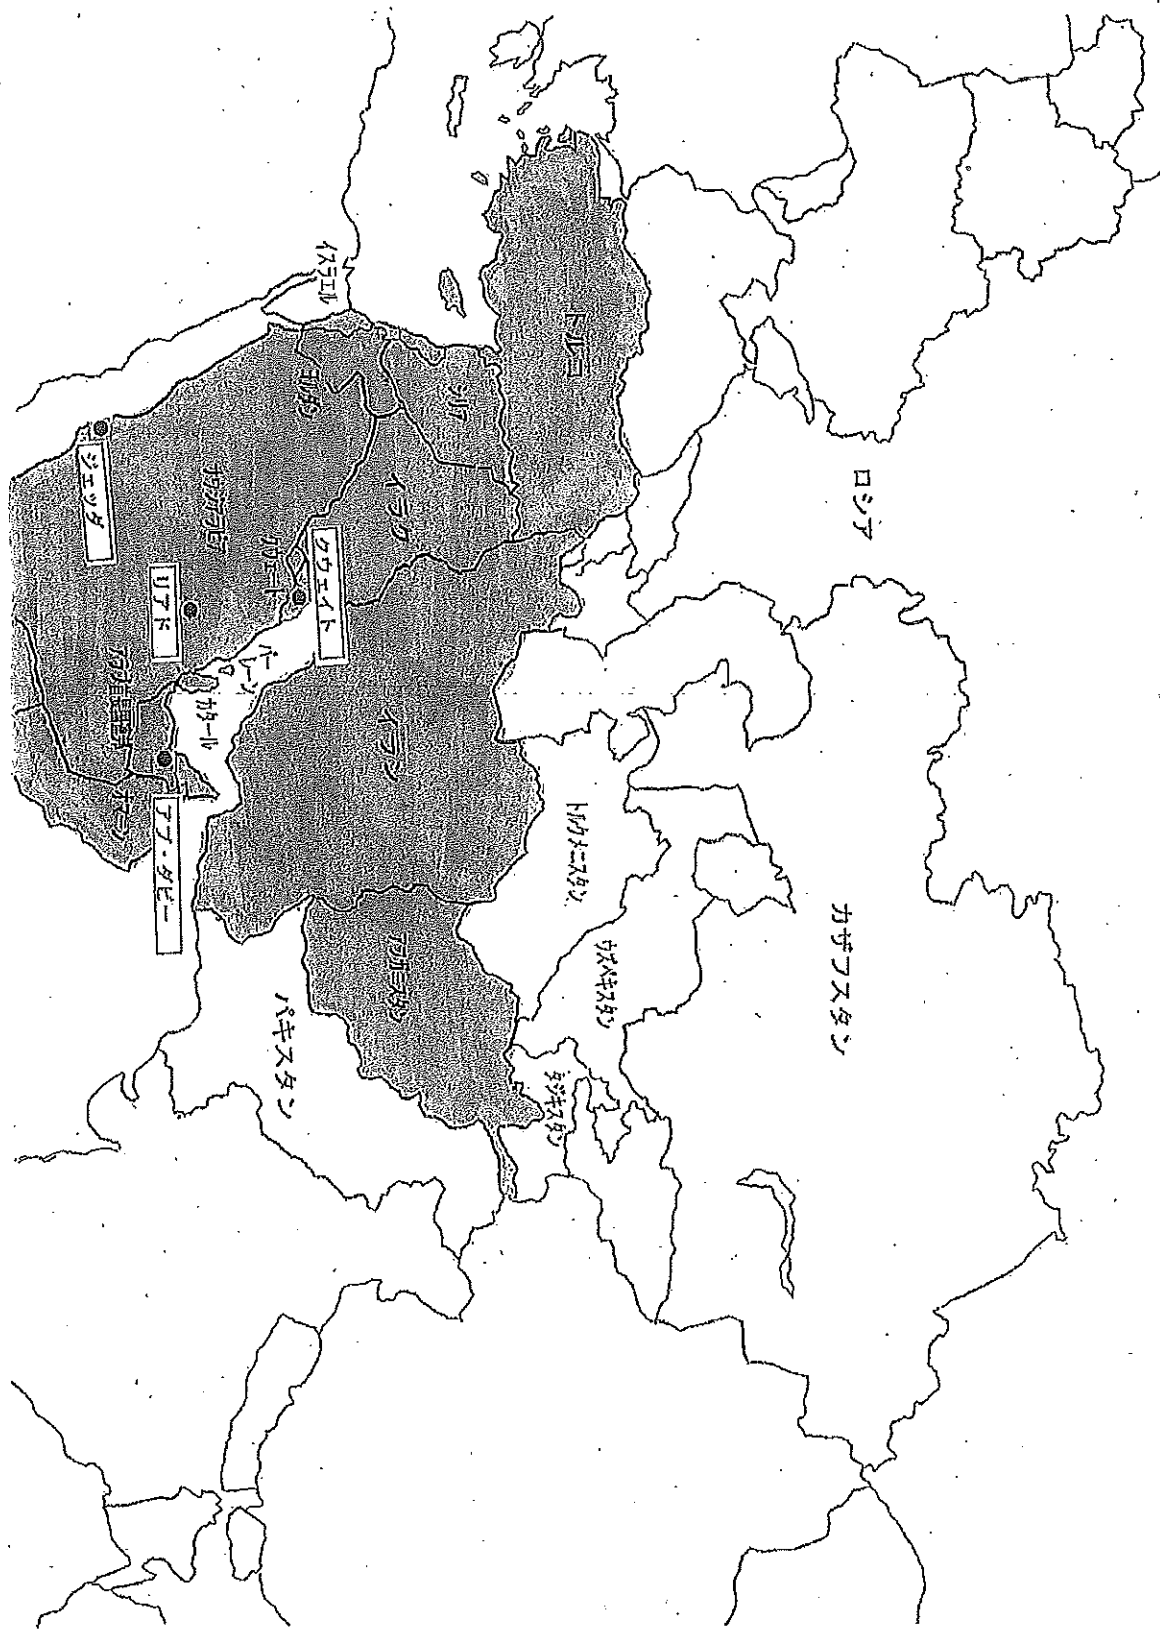 ロシア
カザフスタン
ウズベキスタン
トルクメニスタン
タジキスタン
トルコ
シリア
イラク
イラン
アフガニスタン
パキスタン
イスラエル
ヨルダン
クウェート
クウェイト
サウジアラビア
バーレーン
カタール
リアド
ジェッダ
アラブ首長国連邦
オマーン
アブ・ダビー